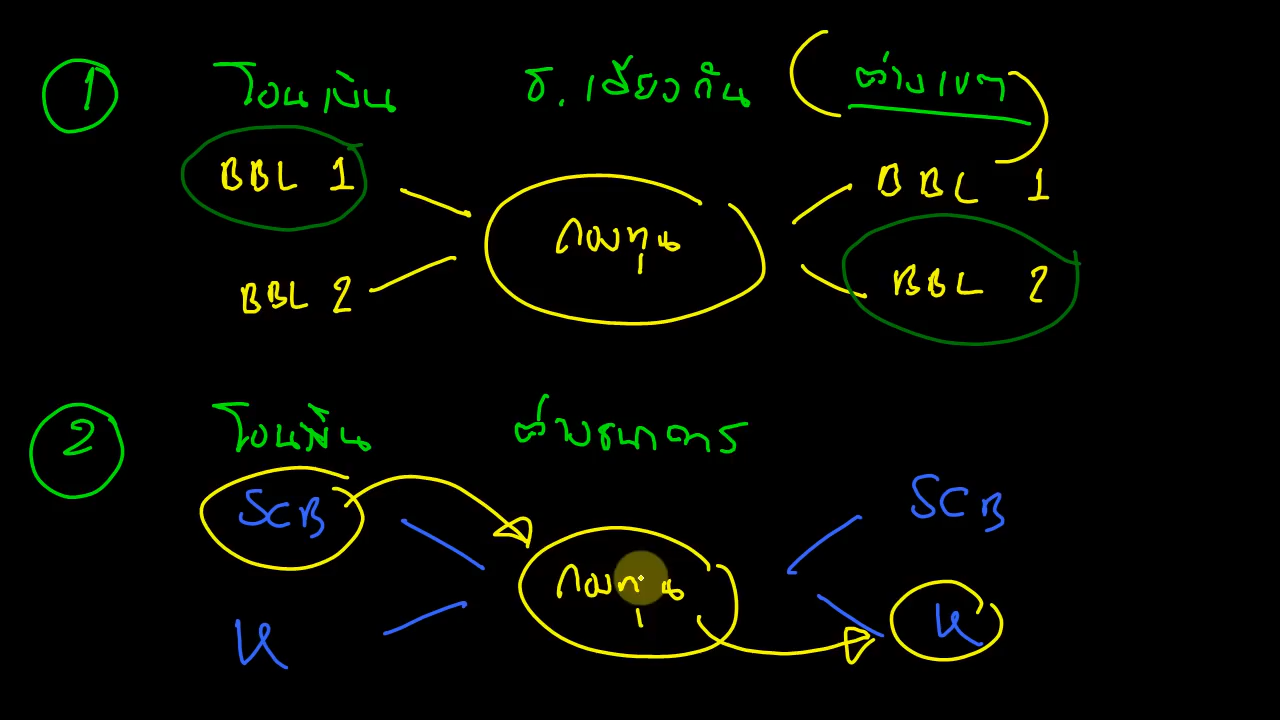 1 โอนเงิน ธ.เดียวกัน (ต่างเขต)
BBL 1 BBL 1
กองทุน
BBL 2 BBL 2
2 โอนเงิน ต่างธนาคาร
SCB SCB
กองทุน
K K